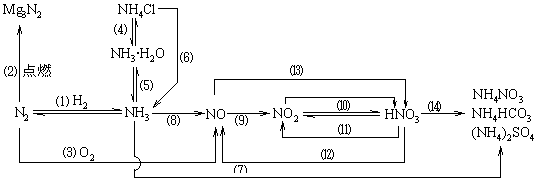 Mg3N2
NH4Cl
(4)
(6)
NH3·H2O
(2) 点燃
(5)
(13)
(1) H2
(10)
(14)
NH4NO3
N2
NH3
(8)
NO
(9)
NO2
HNO3
NH4HCO3
(11)
(NH4)2SO4
(3) O2
(7)
(12)